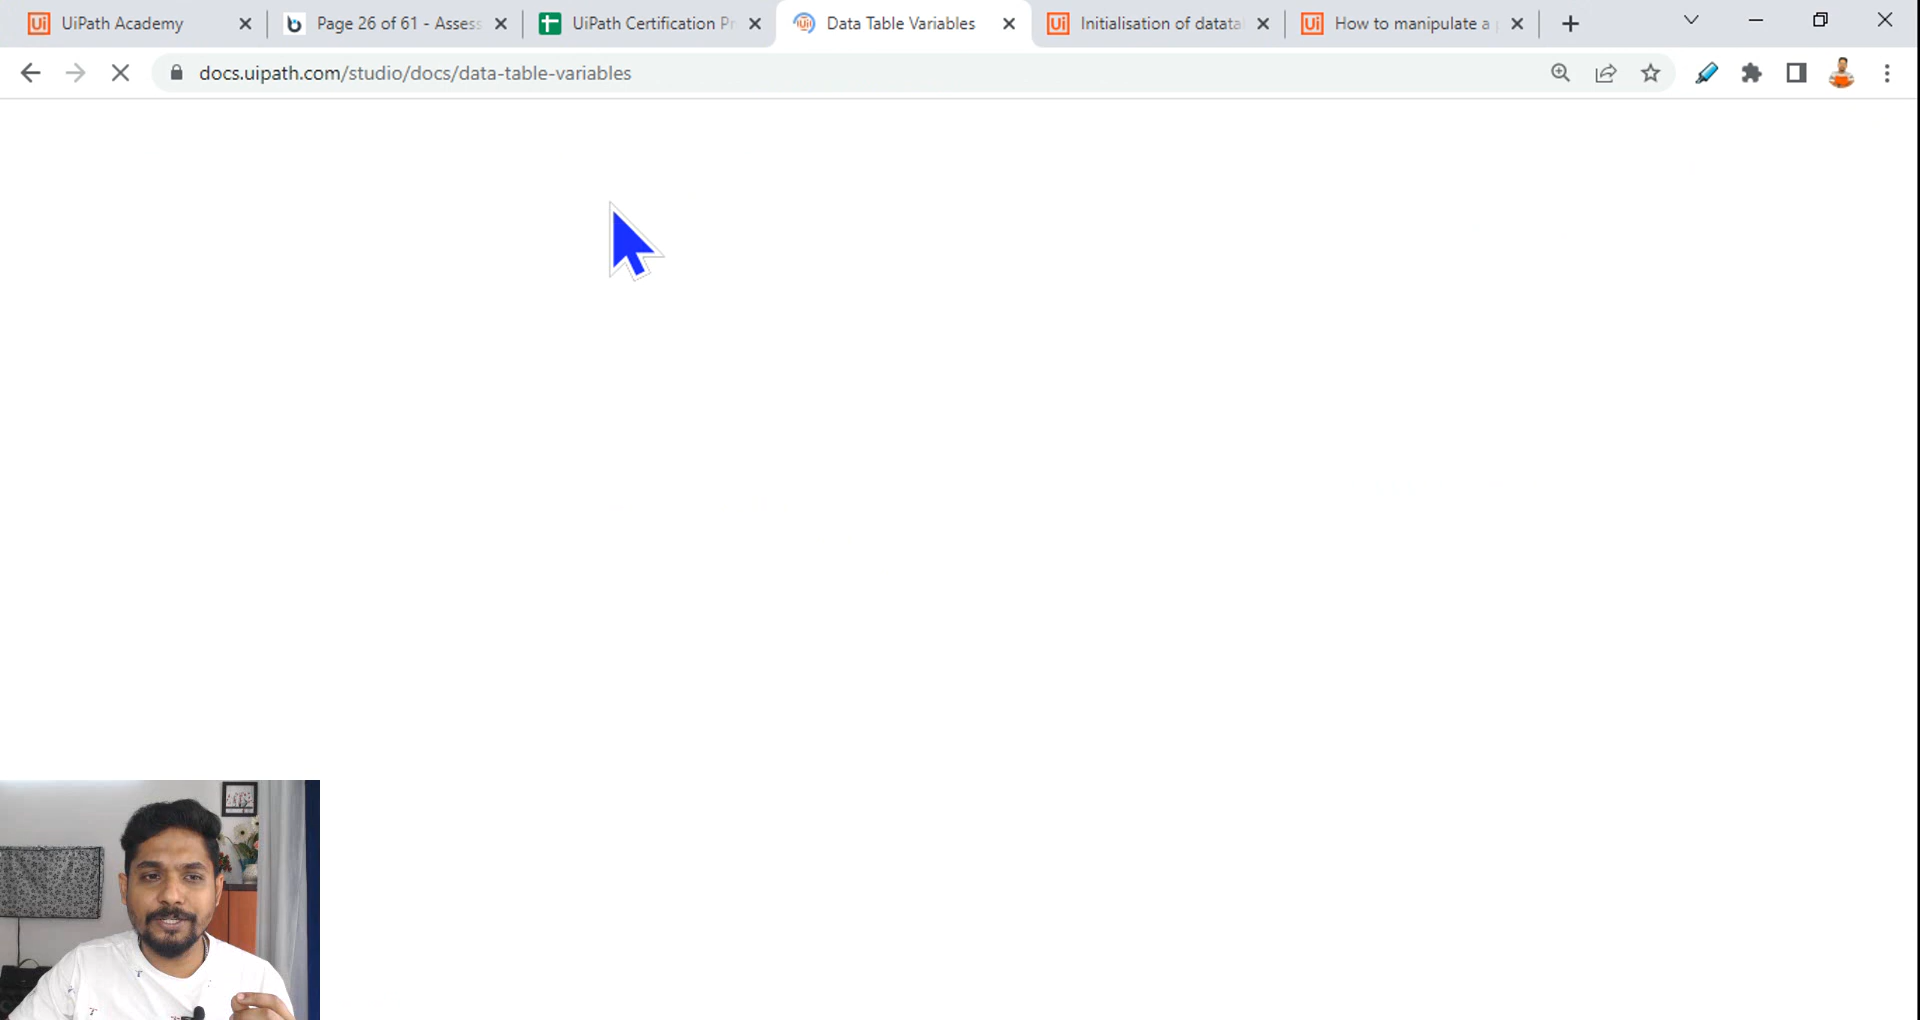 UiPath Academy
Page 26 of 61 - Assess
UiPath Certification Pr
Data Table Variables
Initialisation of datatal
How to manipulate a p
docs.uipath.com/studio/docs/data-table-variables